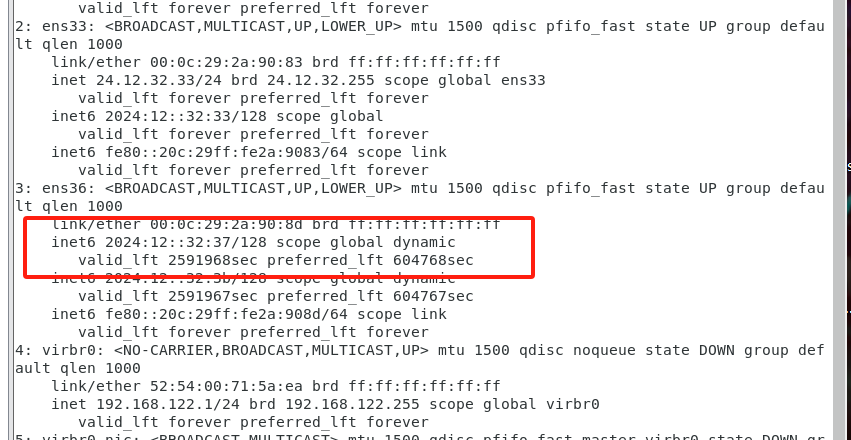 valid_lft forever preferred_lft forever
2: ens33: <BROADCAST,MULTICAST,UP,LOWER_UP> mtu 1500 qdisc pfifo_fast state UP group defau
lt qlen 1000
link/ether 00:0c:29:2a:90:83 brd ff:ff:ff:ff:ff:ff
inet 24.12.32.33/24 brd 24.12.32.255 scope global ens33
valid_lft forever preferred_lft forever
inet6 2024:12::32:33/128 scope global
valid_lft forever preferred_lft forever
inet6 fe80::20c:29ff:fe2a:9083/64 scope link
valid_lft forever preferred_lft forever
3: ens36: <BROADCAST,MULTICAST,UP,LOWER_UP> mtu 1500 qdisc pfifo_fast state UP group defau
lt qlen 1000
link/ether 00:0c:29:2a:90:8d brd ff:ff:ff:ff:ff:ff
inet6 2024:12::32:37/128 scope global dynamic
valid_lft 2591968sec preferred_lft 604768sec
inet6 2024:12::32:3b/128 scope global dynamic
valid_lft 2591967sec preferred_lft 604767sec
inet6 fe80::20c:29ff:fe2a:908d/64 scope link
valid_lft forever preferred_lft forever
4: virbr0: <NO-CARRIER,BROADCAST,MULTICAST,UP> mtu 1500 qdisc noqueue state DOWN group def
ault qlen 1000
link/ether 52:54:00:71:5a:ea brd ff:ff:ff:ff:ff:ff
inet 192.168.122.1/24 brd 192.168.122.255 scope global virbr0
valid_lft forever preferred_lft forever
5: virbr0-nic: <BROADCAST,MULTICAST> mtu 1500 qdisc pfifo_fast master virbr0 state DOWN gr